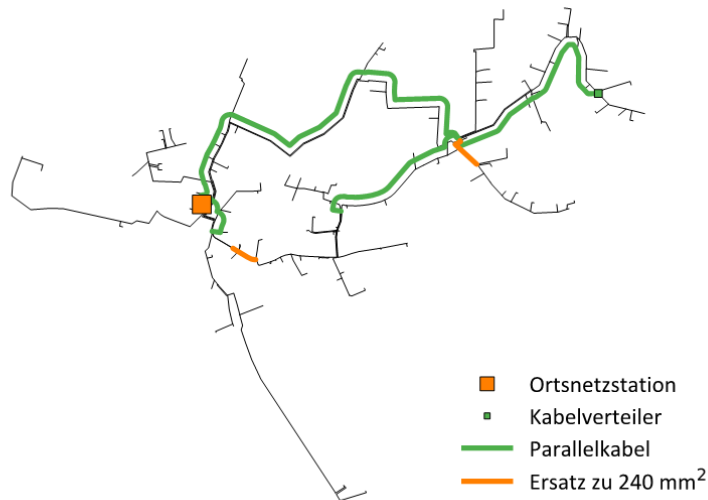 Ortsnetzstation
Kabelverteiler
Parallelkabel
Ersatz zu 240 mm²